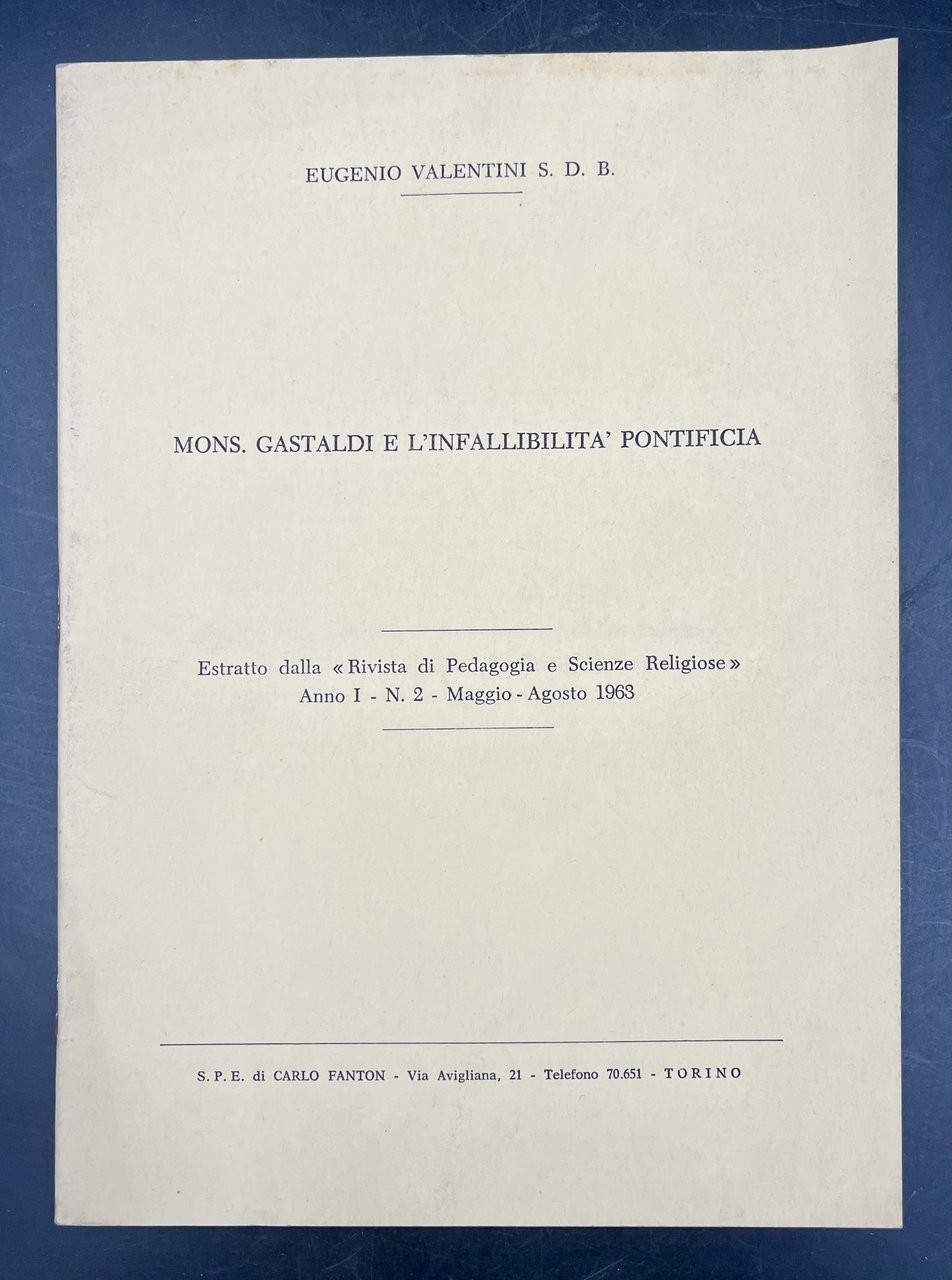 EUGENIO VALENTINI S. D. B.
MONS. GASTALDI E L'INFALLIBILITA' PONTIFICIA
Estratto dalla « Rivista di Pedagogia e Scienze Religiose »
Anno I - N. 2 - Maggio - Agosto 1963
S. P. E. di CARLO FANTON - Via Avigliana, 21 - Telefono 70.651 - TORINO